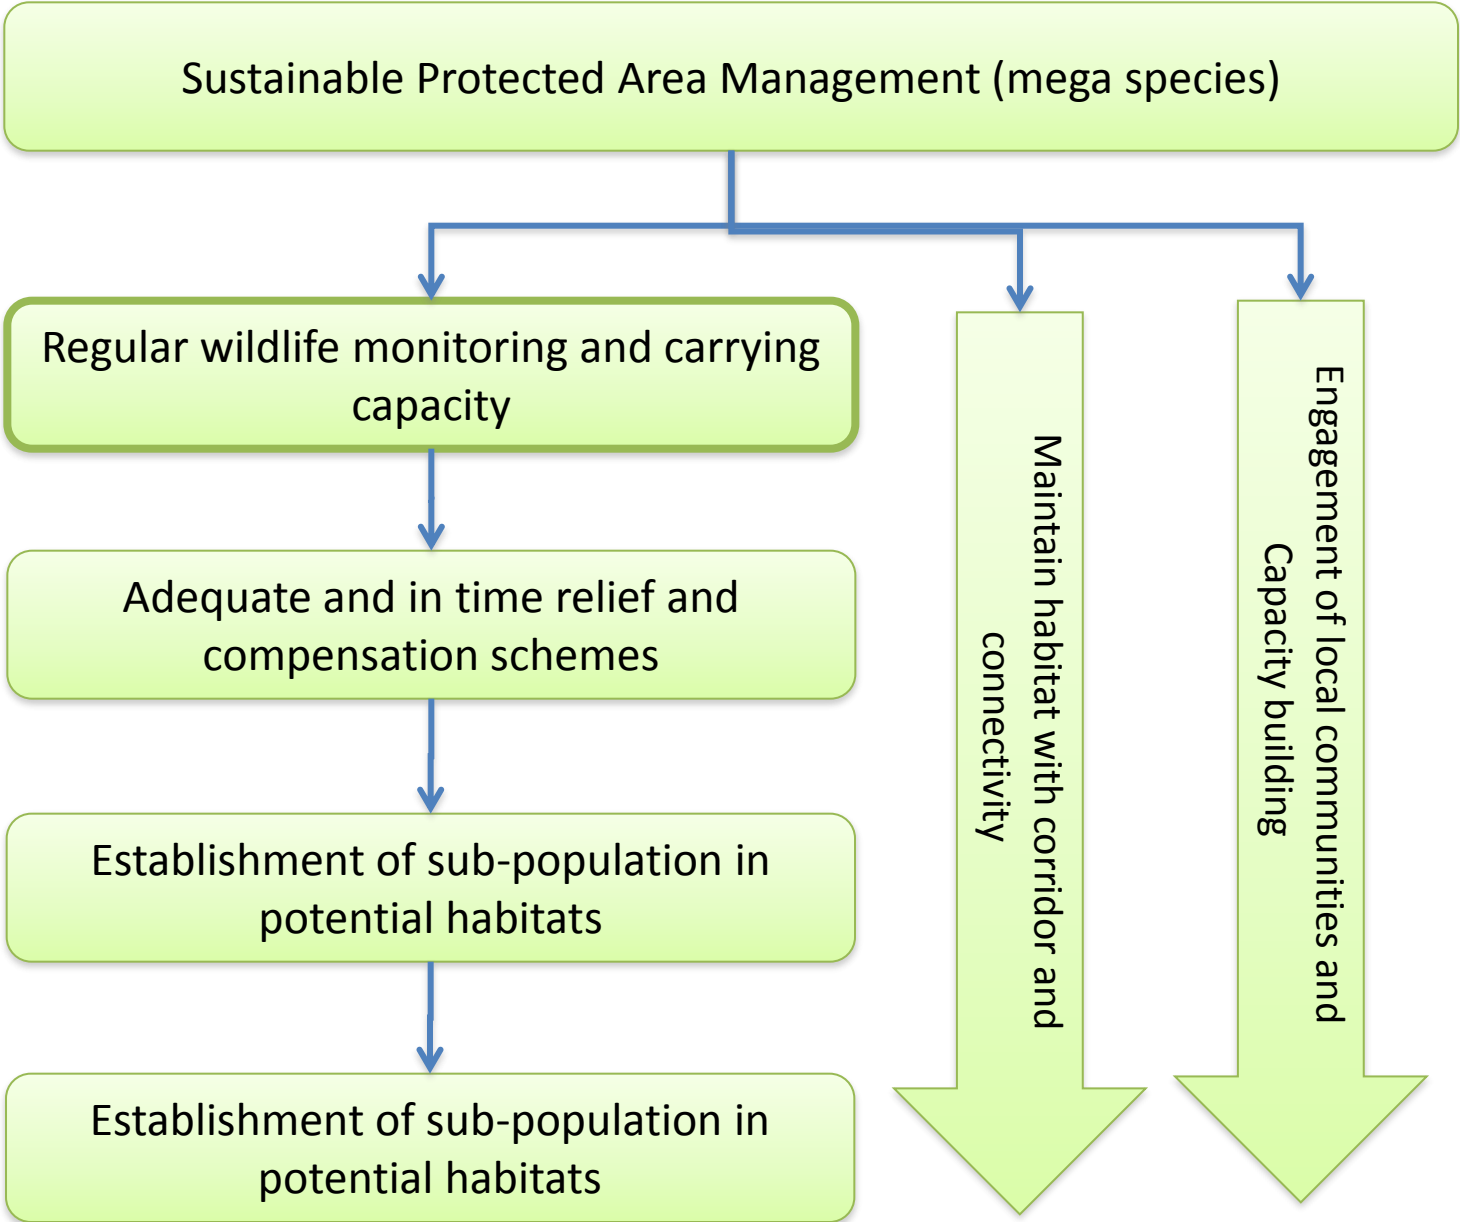 Sustainable Protected Area Management (mega species)
Regular wildlife monitoring and carrying
capacity
Adequate and in time relief and
compensation schemes
Establishment of sub-population in
potential habitats
Establishment of sub-population in
potential habitats
Maintain habitat with corridor and
connectivity
Engagement of local communities and
Capacity building